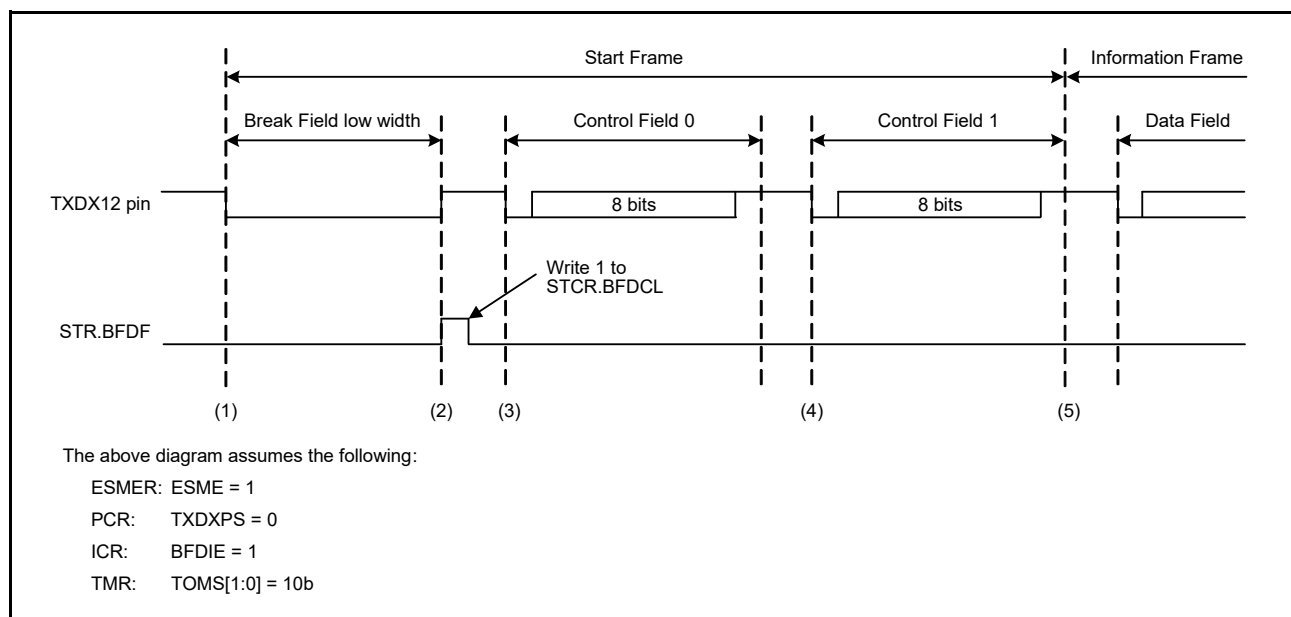 Start Frame
Information Frame
Break Field low width
Control Field 0
Control Field 1
Data Field
TXDX12 pin
8 bits
8 bits
Write 1 to
STCR.BFDCL
STR.BFDF
(1)
(2)
(3)
(4)
(5)
The above diagram assumes the following:
ESMER: ESME = 1
PCR: TXDXPS = 0
ICR: BFDIE = 1
TMR: TOMS[1:0] = 10b